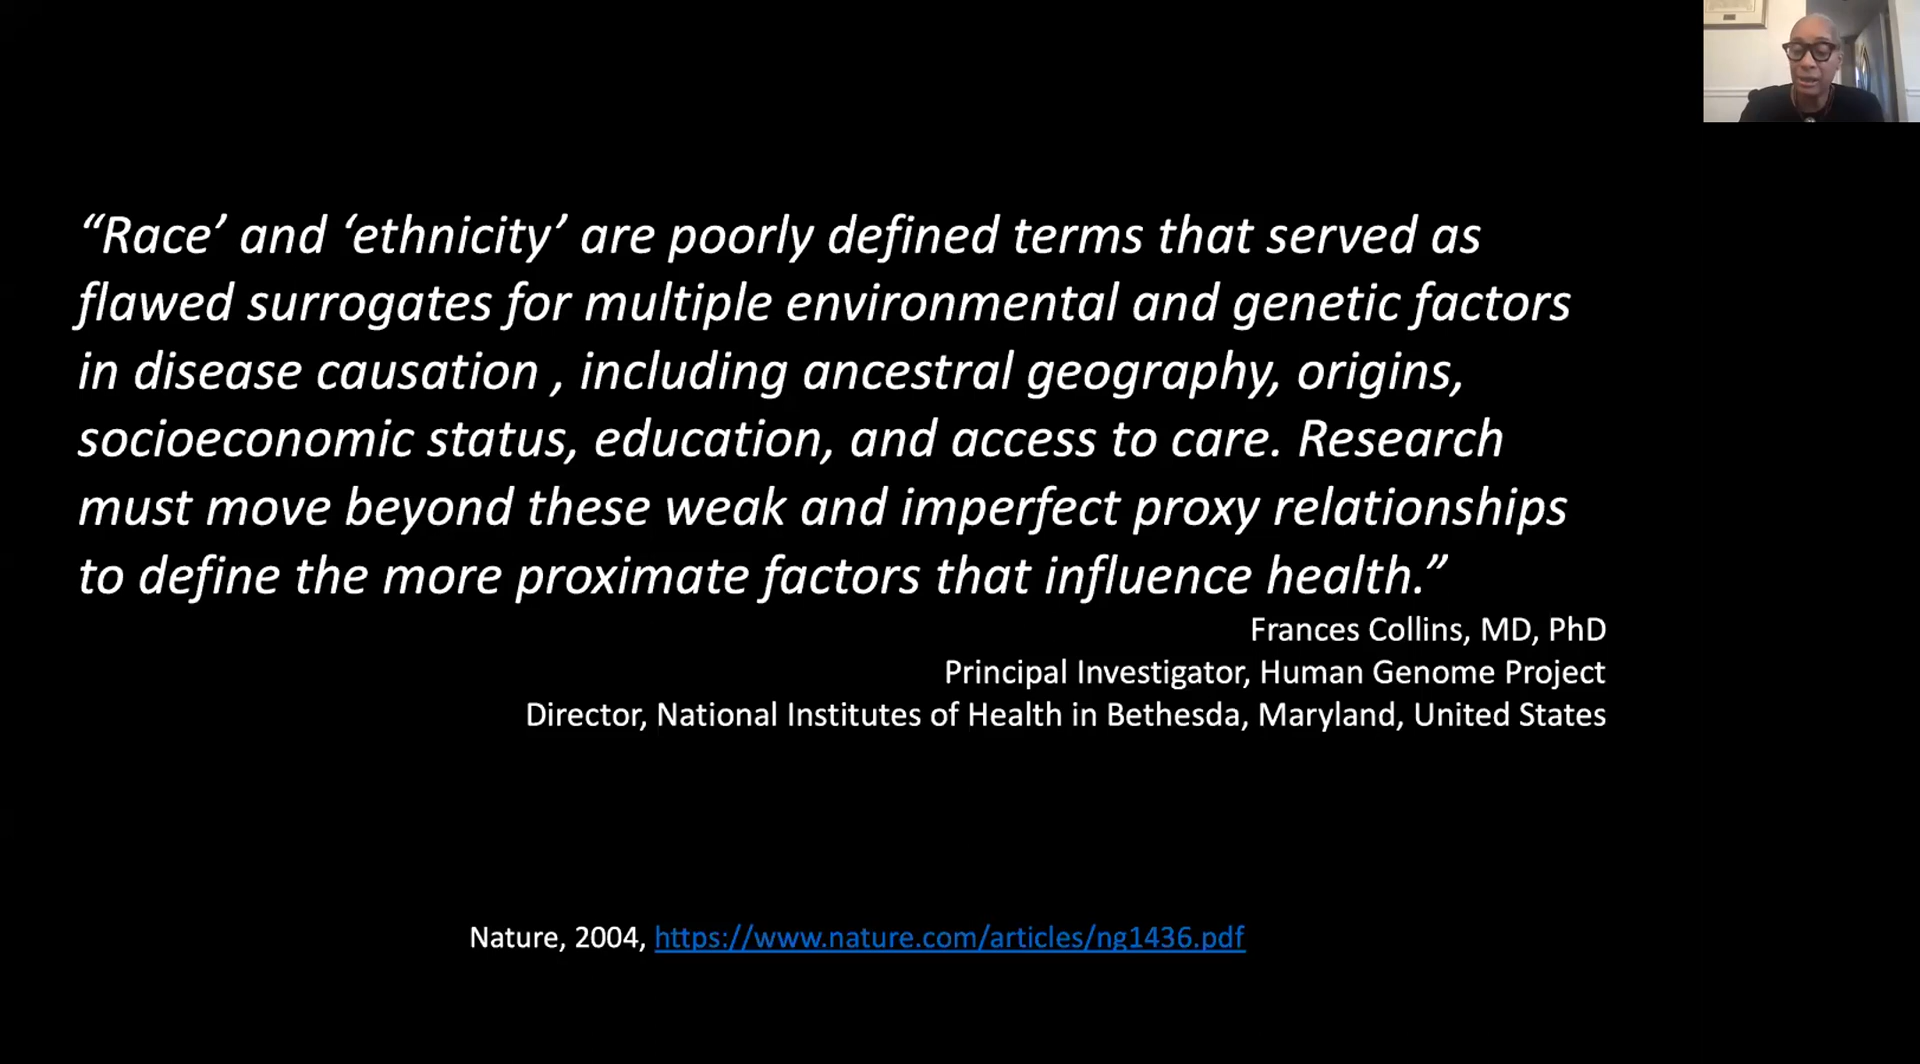 “Race’ and ‘ethnicity’ are poorly defined terms that served as
flawed surrogates for multiple environmental and genetic factors
in disease causation , including ancestral geography, origins,
socioeconomic status, education, and access to care. Research
must move beyond these weak and imperfect proxy relationships
to define the more proximate factors that influence health.”
Frances Collins, MD, PhD
Principal Investigator, Human Genome Project
Director, National Institutes of Health in Bethesda, Maryland, United States
Nature, 2004, https://www.nature.com/articles/ng1436.pdf